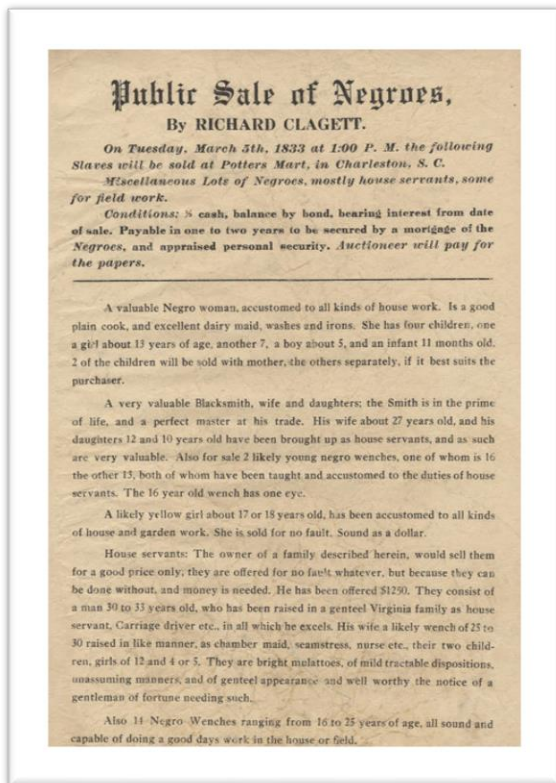 Public Sale of Negroes,
By RICHARD CLAGETT.
On Tuesday, March 5th, 1833 at 1:00 P. M. the following
Slaves will be sold at Potters Mart, in Charleston, S. C.
Miscellaneous Lots of Negroes, mostly house servants, some
for field work.
Conditions: ½ cash, balance by bond, bearing interest from date
of sale. Payable in one to two years to be secured by a mortgage of the
Negroes, and appraised personal security. Auctioneer will pay for
the papers.
A valuable Negro woman, accustomed to all kinds of house work. Is a good
plain cook, and excellent dairy maid, washes and irons. She has four children, one
a girl about 13 years of age, another 7, a boy about 5, and an infant 11 months old.
2 of the children will be sold with mother, the others separately, if it best suits the
purchaser.
A very valuable Blacksmith, wife and daughters; the Smith is in the prime
of life, and a perfect master at his trade. His wife about 27 years old, and his
daughters 12 and 10 years old have been brought up as house servants, and as such
are very valuable. Also for sale 2 likely young negro wenches, one of whom is 16
the other 13, both of whom have been taught and accustomed to the duties of house
servants. The 16 year old wench has one eye.
A likely yellow girl about 17 or 18 years old, has been accustomed to all kinds
of house and garden work. She is sold for no fault. Sound as a dollar.
House servants: The owner of a family described herein, would sell them
for a good price only, they are offered for no fault whatever, but because they can
be done without, and money is needed. He has been offered $1250. They consist of
a man 30 to 33 years old, who has been raised in a genteel Virginia family as house
servant, Carriage driver etc., in all which he excels. His wife a likely wench of 25 to
30 raised in like manner, as chamber maid, seamstress, nurse etc., their two child-
ren, girls of 12 and 4 or 5. They are bright mulattoes, of mild tractable dispositions,
unassuming manners, and of genteel appearance and well worthy the notice of a
gentleman of fortune needing such.
Also 14 Negro Wenches ranging from 16 to 25 years of age, all sound and
capable of doing a good days work in the house or field.